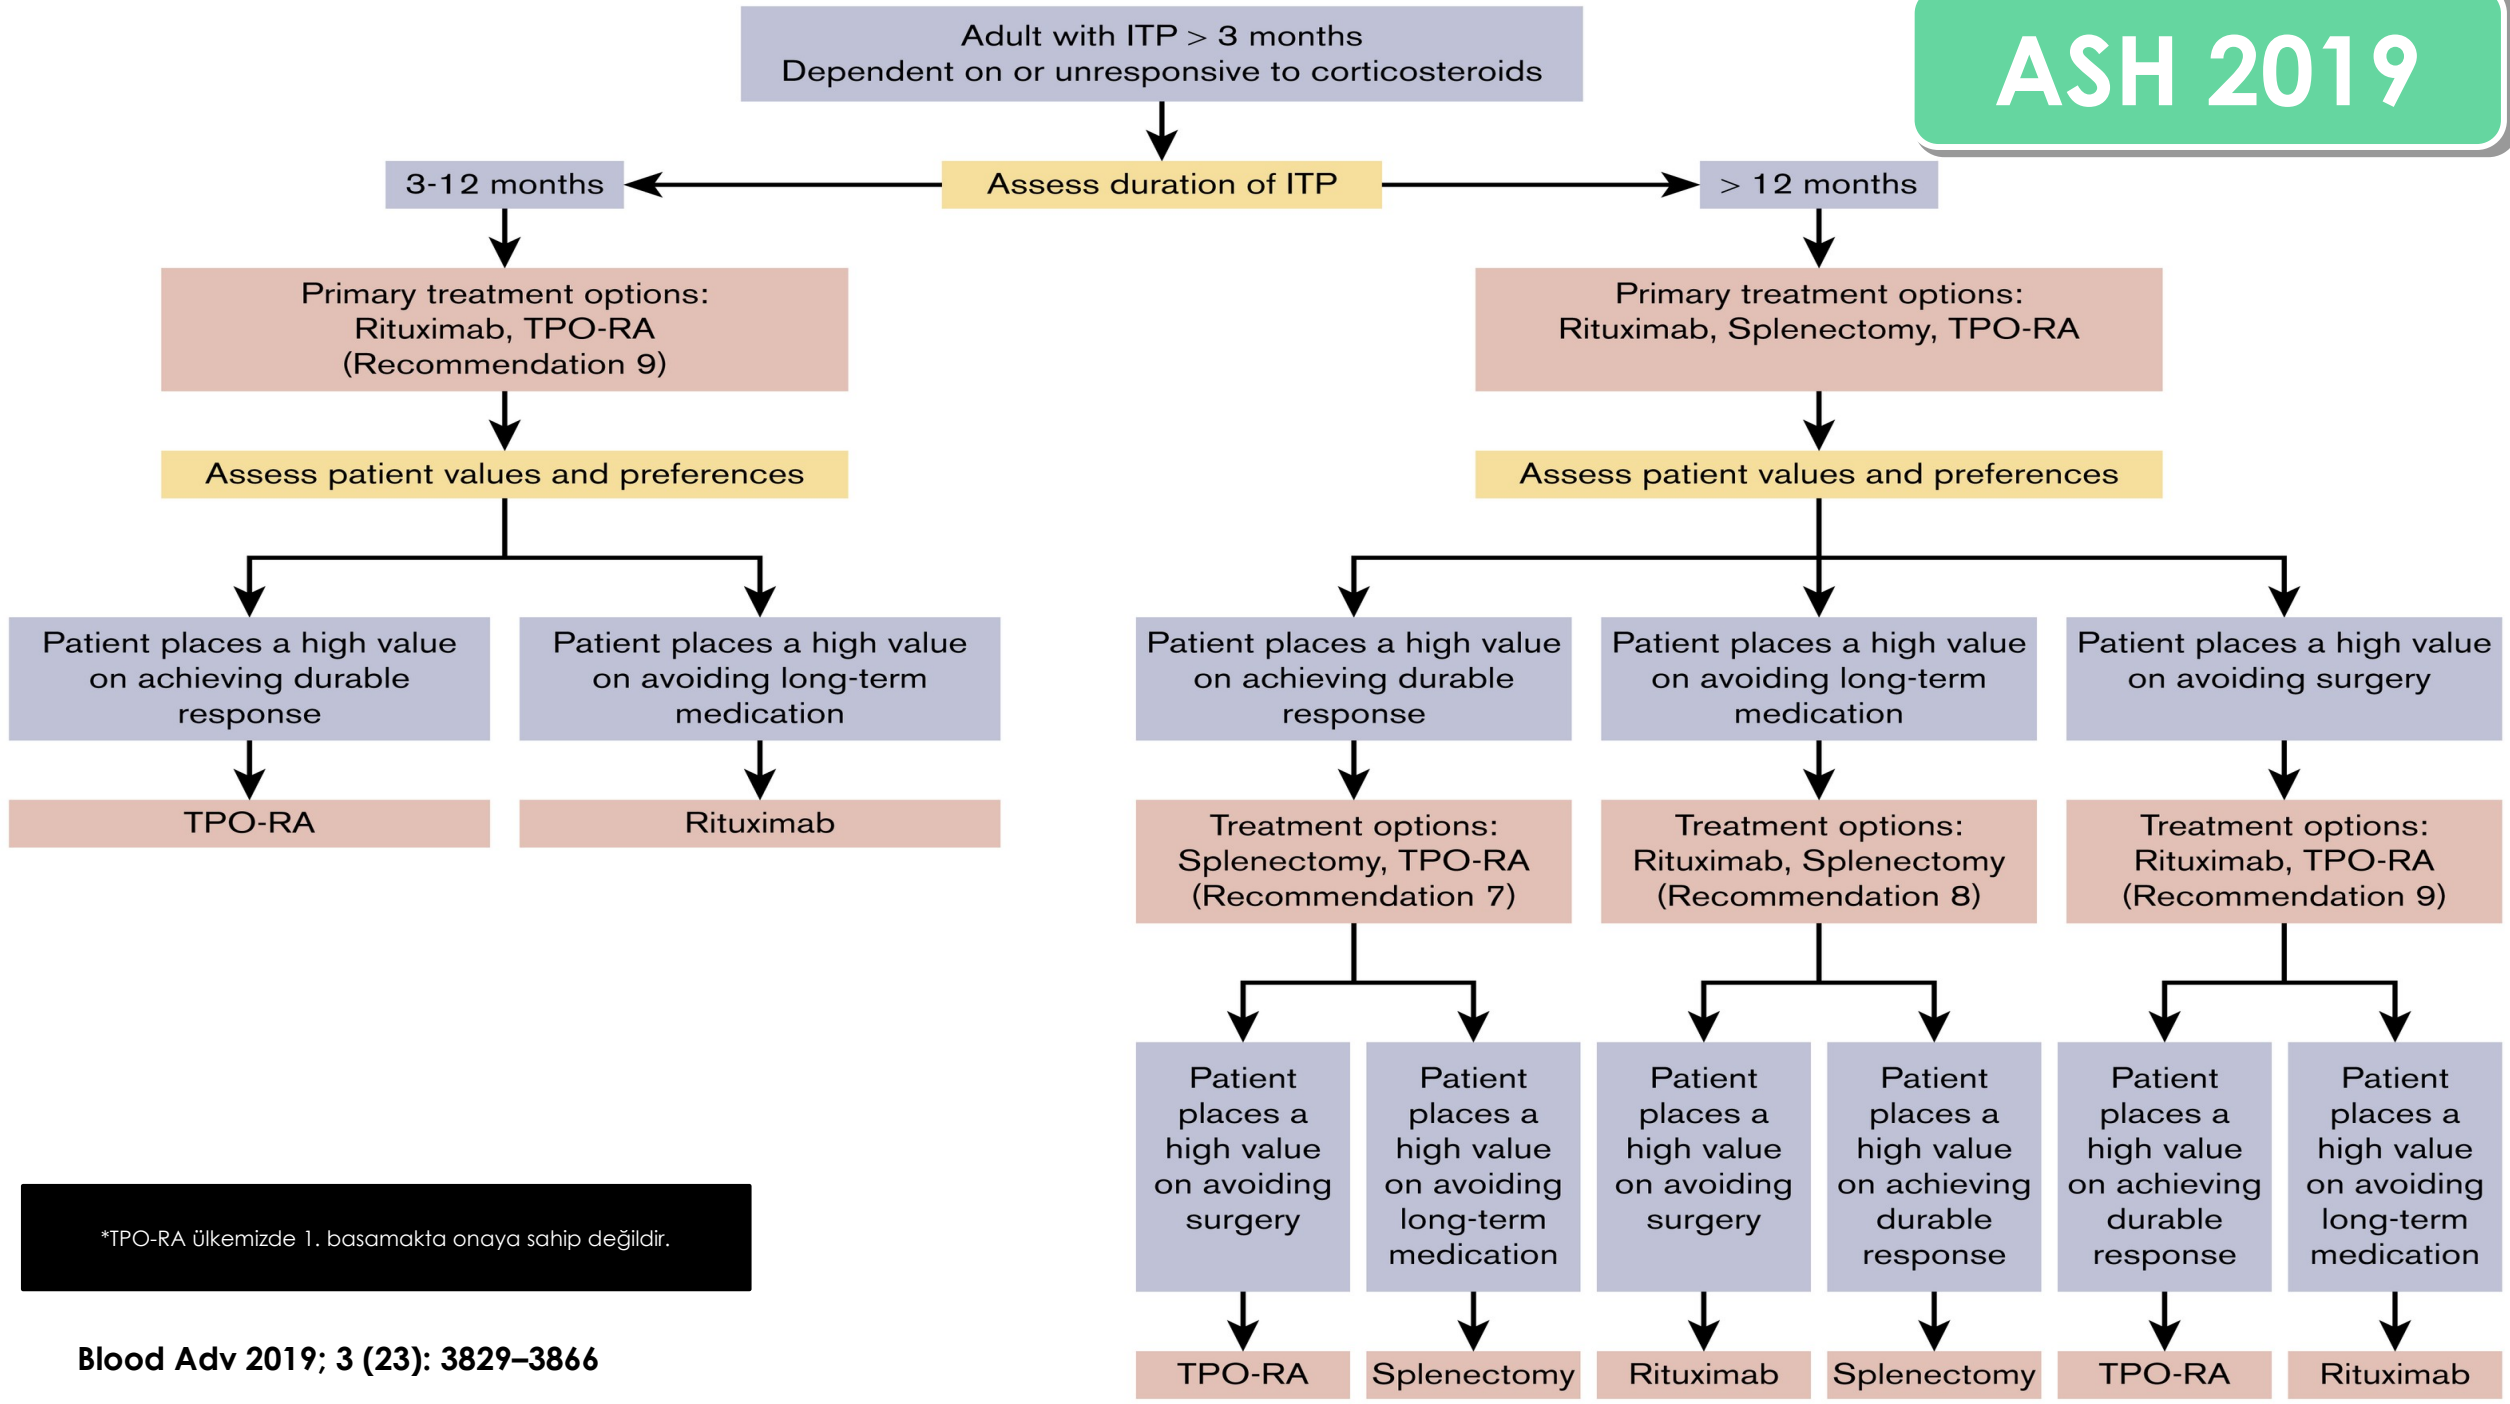 Adult with ITP > 3 months
Dependent on or unresponsive to corticosteroids
ASH 2019
3-12 months
Assess duration of ITP
> 12 months
Primary treatment options:
Rituximab, TPO-RA
(Recommendation 9)
Primary treatment options:
Rituximab, Splenectomy, TPO-RA
Assess patient values and preferences
Assess patient values and preferences
Patient places a high value
on achieving durable
response
Patient places a high value
on avoiding long-term
medication
Patient places a high value
on achieving durable
response
Patient places a high value
on avoiding long-term
medication
Patient places a high value
on avoiding surgery
TPO-RA
Rituximab
Treatment options:
Splenectomy, TPO-RA
(Recommendation 7)
Treatment options:
Rituximab, Splenectomy
(Recommendation 8)
Treatment options:
Rituximab, TPO-RA
(Recommendation 9)
Patient
places a
high value
on avoiding
surgery
Patient
places a
high value
on avoiding
long-term
medication
Patient
places a
high value
on avoiding
surgery
Patient
places a
high value
on achieving
durable
response
Patient
places a
high value
on achieving
durable
response
Patient
places a
high value
on avoiding
long-term
medication
TPO-RA
Splenectomy
Rituximab
Splenectomy
TPO-RA
Rituximab
*TPO-RA ülkemizde 1. basamakta onaya sahip değildir.
Blood Adv 2019; 3 (23): 3829–3866